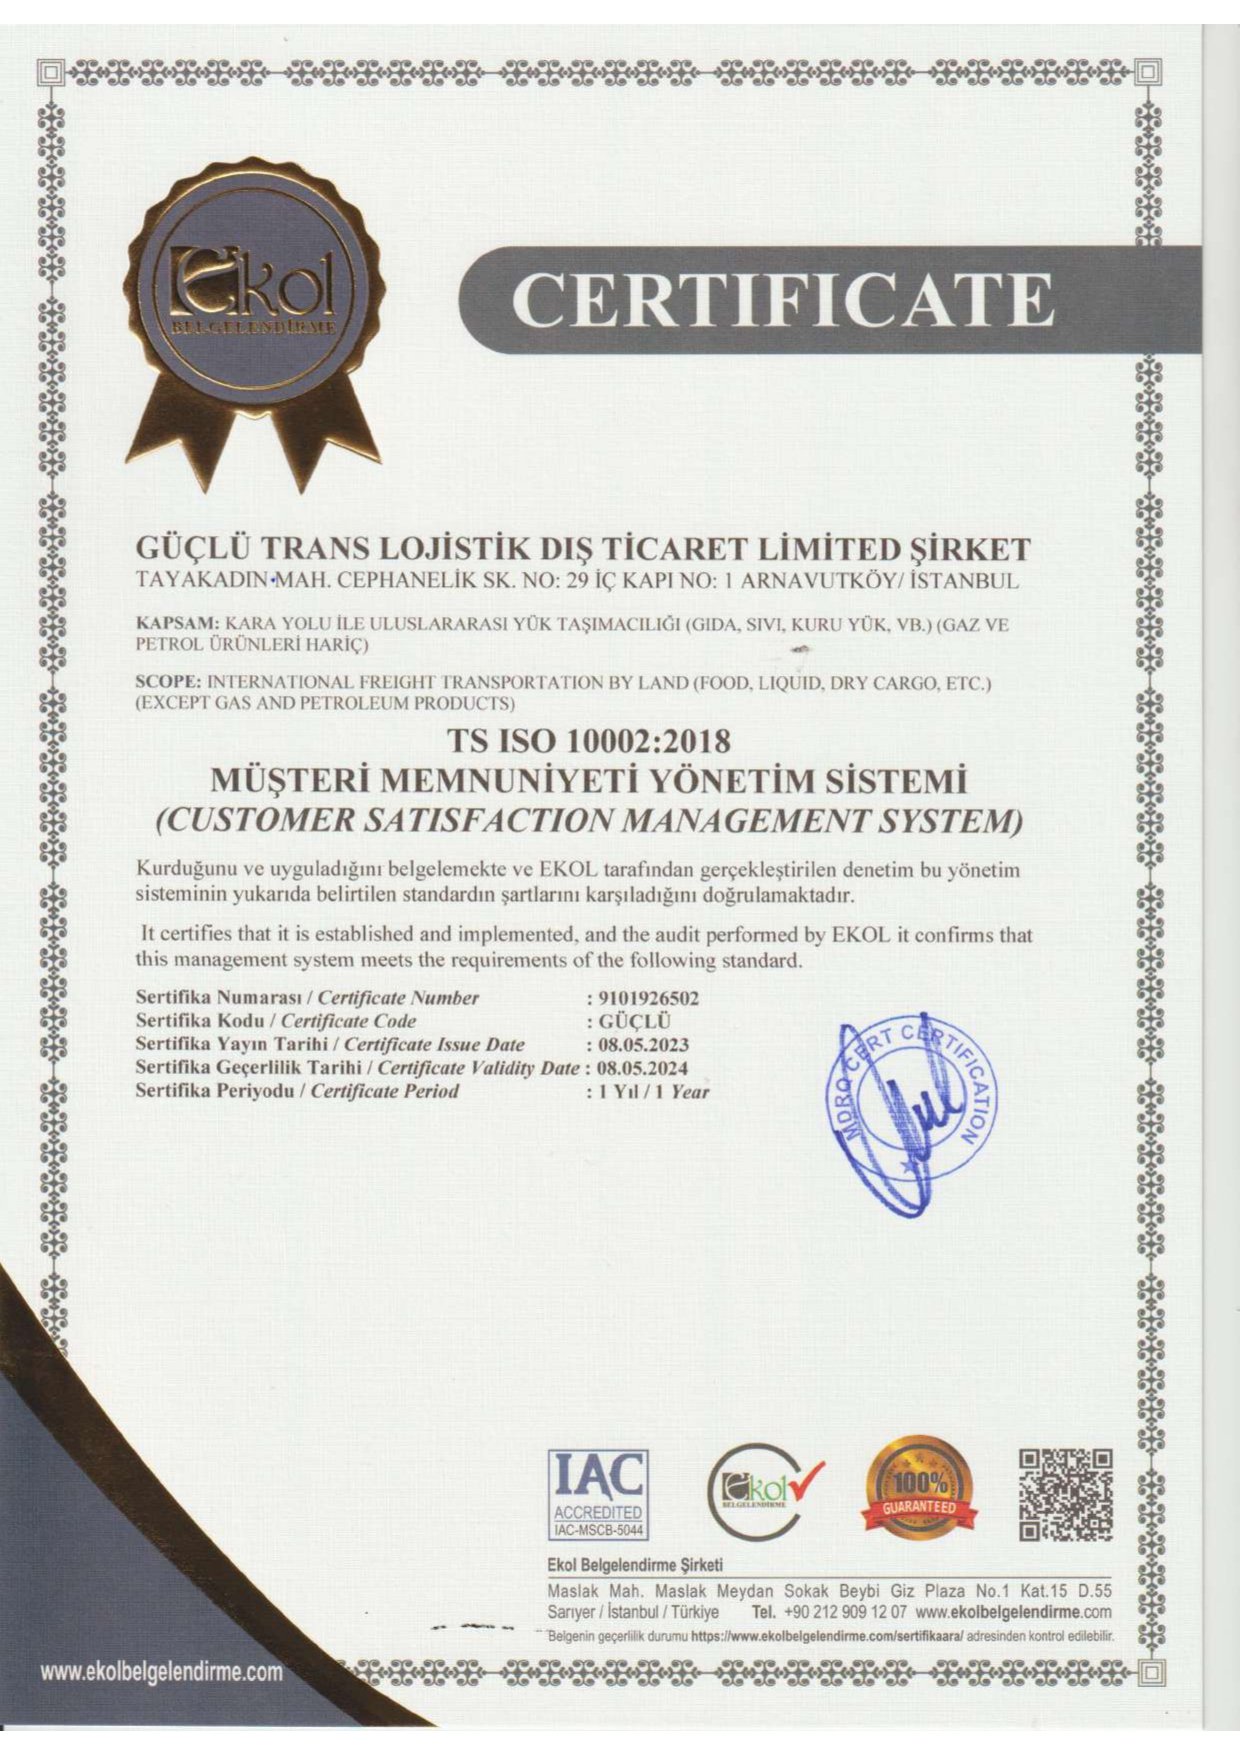 Ekol
BELGELENDİRME
CERTIFICATE
GÜÇLÜ TRANS LOJİSTİK DIŞ TİCARET LİMİTED ŞİRKET
TAYAKADIN MAH. CEPHANELİK SK. NO: 29 İÇ KAPI NO: 1 ARNAVUTKÖY/ İSTANBUL
KAPSAM: KARA YOLU İLE ULUSLARARASI YÜK TAŞIMACILIĞI (GIDA, SIVI, KURU YÜK, VB.) (GAZ VE
PETROL ÜRÜNLERİ HARİÇ)
SCOPE: INTERNATIONAL FREIGHT TRANSPORTATION BY LAND (FOOD, LIQUID, DRY CARGO, ETC.)
(EXCEPT GAS AND PETROLEUM PRODUCTS)
TS ISO 10002:2018
MÜŞTERİ MEMNUNİYETİ YÖNETİM SİSTEMİ
(CUSTOMER SATISFACTION MANAGEMENT SYSTEM)
Kurduğunu ve uyguladığını belgelemekte ve EKOL tarafından gerçekleştirilen denetim bu yönetim
sisteminin yukarıda belirtilen standardın şartlarını karşıladığını doğrulamaktadır.
It certifies that it is established and implemented, and the audit performed by EKOL it confirms that
this management system meets the requirements of the following standard.
Sertifika Numarası / Certificate Number : 9101926502
Sertifika Kodu / Certificate Code : GÜÇLÜ
Sertifika Yayın Tarihi / Certificate Issue Date : 08.05.2023
Sertifika Geçerlilik Tarihi / Certificate Validity Date : 08.05.2024
Sertifika Periyodu / Certificate Period : 1 Yıl / 1 Year
MDRQ CERT CERTIFICATION
IAC
ACCREDITED
IAC-MSCB-5044
Ekol
BELGELENDİRME
100%
GUARANTEED
Ekol Belgelendirme Şirketi
Maslak Mah. Maslak Meydan Sokak Beybi Giz Plaza No.1 Kat.15 D.55
Sarıyer / İstanbul / Türkiye Tel. +90 212 909 12 07 www.ekolbelgelendirme.com
Belgenin geçerlilik durumu https://www.ekolbelgelendirme.com/sertifikaara/ adresinden kontrol edilebilir.
www.ekolbelgelendirme.com